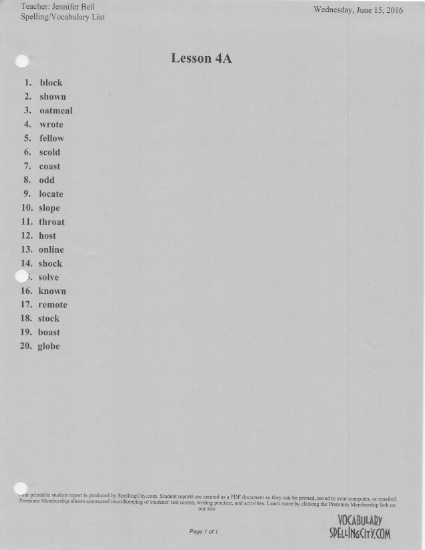 Teacher: Jennifer Bell
Wednesday, June 15, 2016
Spelling/Vocabulary List
Lesson 4A
1. block
2. shown
3. oatmeal
4. wrote
5. fellow
6. scold
7. coast
8. odd
9. locate
10. slope
11. throat
12. host
13. online
14. shock
5. solve
16. known
17. remote
18. stock
19. boast
20. globe
printable student report is produced by SpellingCity.com. Student reports are created as a PDF document so they can be printed, saved to your computer, or emailed.
Premium Membership allows automated recordkeeping of students' test scores, writing practice, and activities. Learn more by clicking the Premium Membership link on
our site.
Page 1 of 1
VOCABULARY
SPELLINGCITY.COM